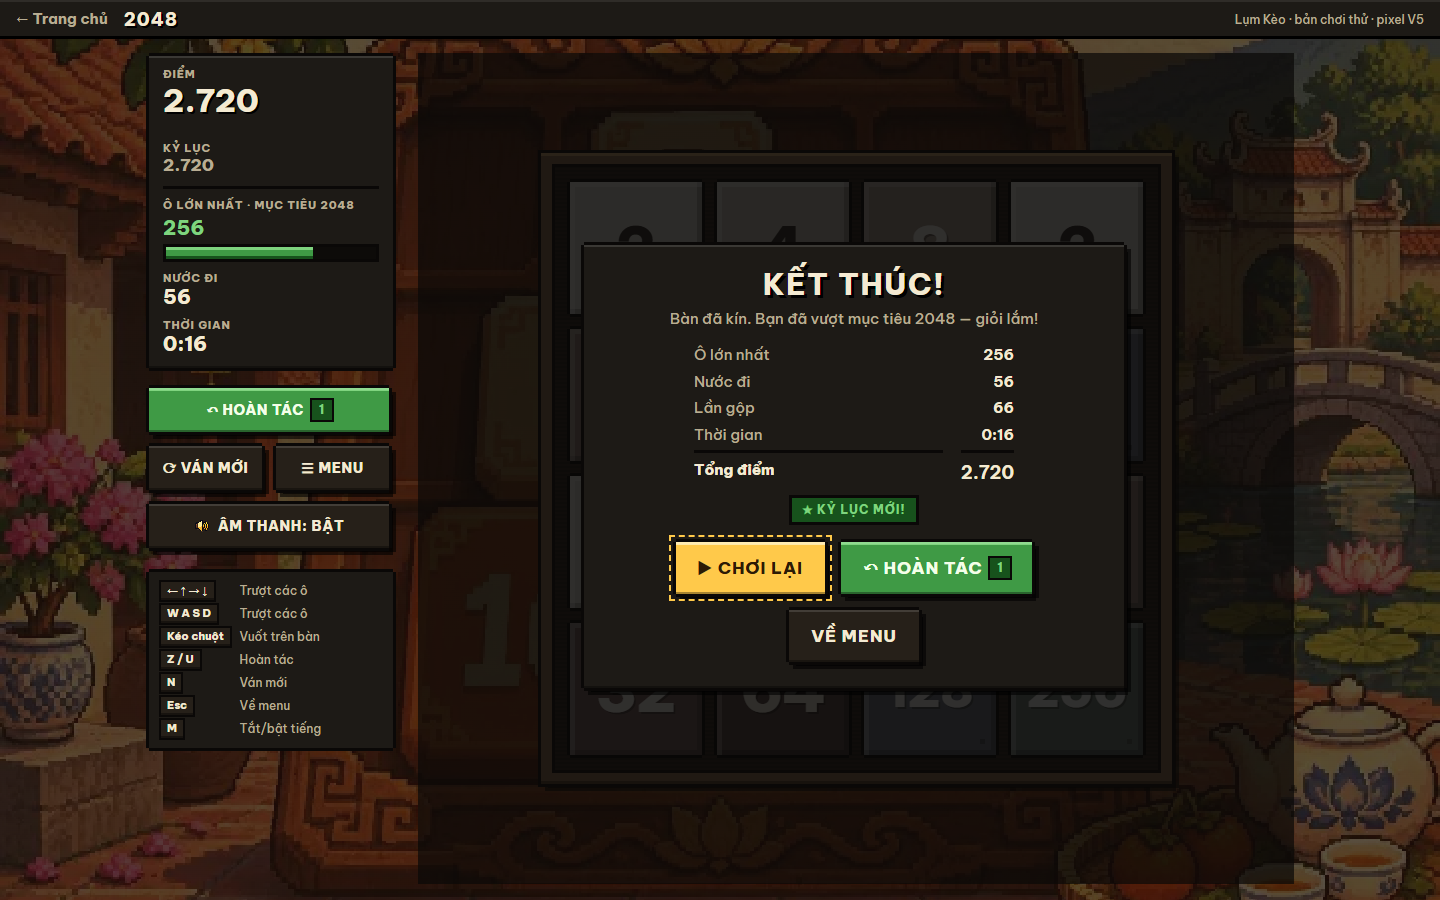 ← Trang chủ 2048
Lụm Kèo · bản chơi thử · pixel V5
ĐIỂM
2.720
KỶ LỤC
2.720
Ô LỚN NHẤT · MỤC TIÊU 2048
256
NƯỚC ĐI
56
THỜI GIAN
0:16
↶ HOÀN TÁC 1
⟳ VÁN MỚI
☰ MENU
🔊 ÂM THANH: BẬT
←↑→↓ Trượt các ô
W A S D Trượt các ô
Kéo chuột Vuốt trên bàn
Z / U Hoàn tác
N Ván mới
Esc Về menu
M Tắt/bật tiếng
KẾT THÚC!
Bàn đã kín. Bạn đã vượt mục tiêu 2048 — giỏi lắm!
Ô lớn nhất 256
Nước đi 56
Lần gộp 66
Thời gian 0:16
Tổng điểm 2.720
★ KỶ LỤC MỚI!
▶ CHƠI LẠI
↶ HOÀN TÁC 1
VỀ MENU
32 64 128 256